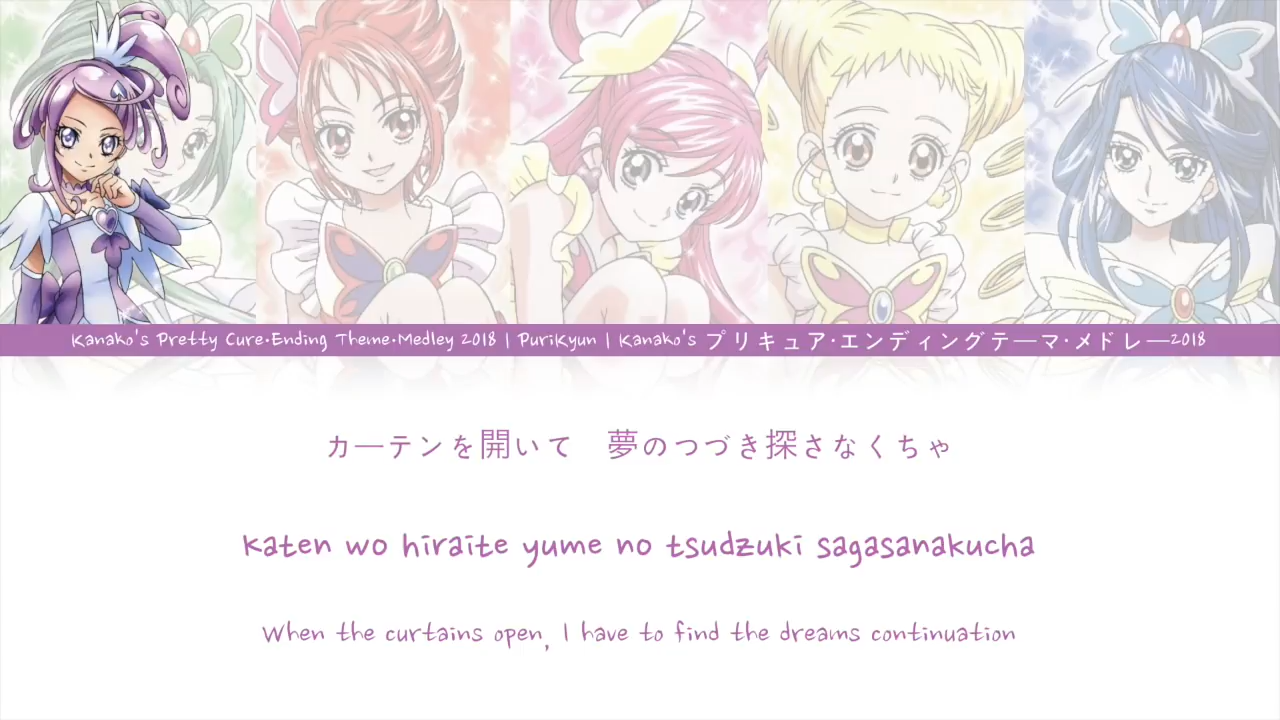 Kanako's Pretty Cure·Ending Theme·Medley 2018 | PuriKyun | Kanako's プリキュア·エンディングテーマ·メドレー2018
カーテンを開いて　夢のつづき探さなくちゃ
Katen wo hiraite yume no tsudzuki sagasanakucha
When the curtains open, I have to find the dreams continuation